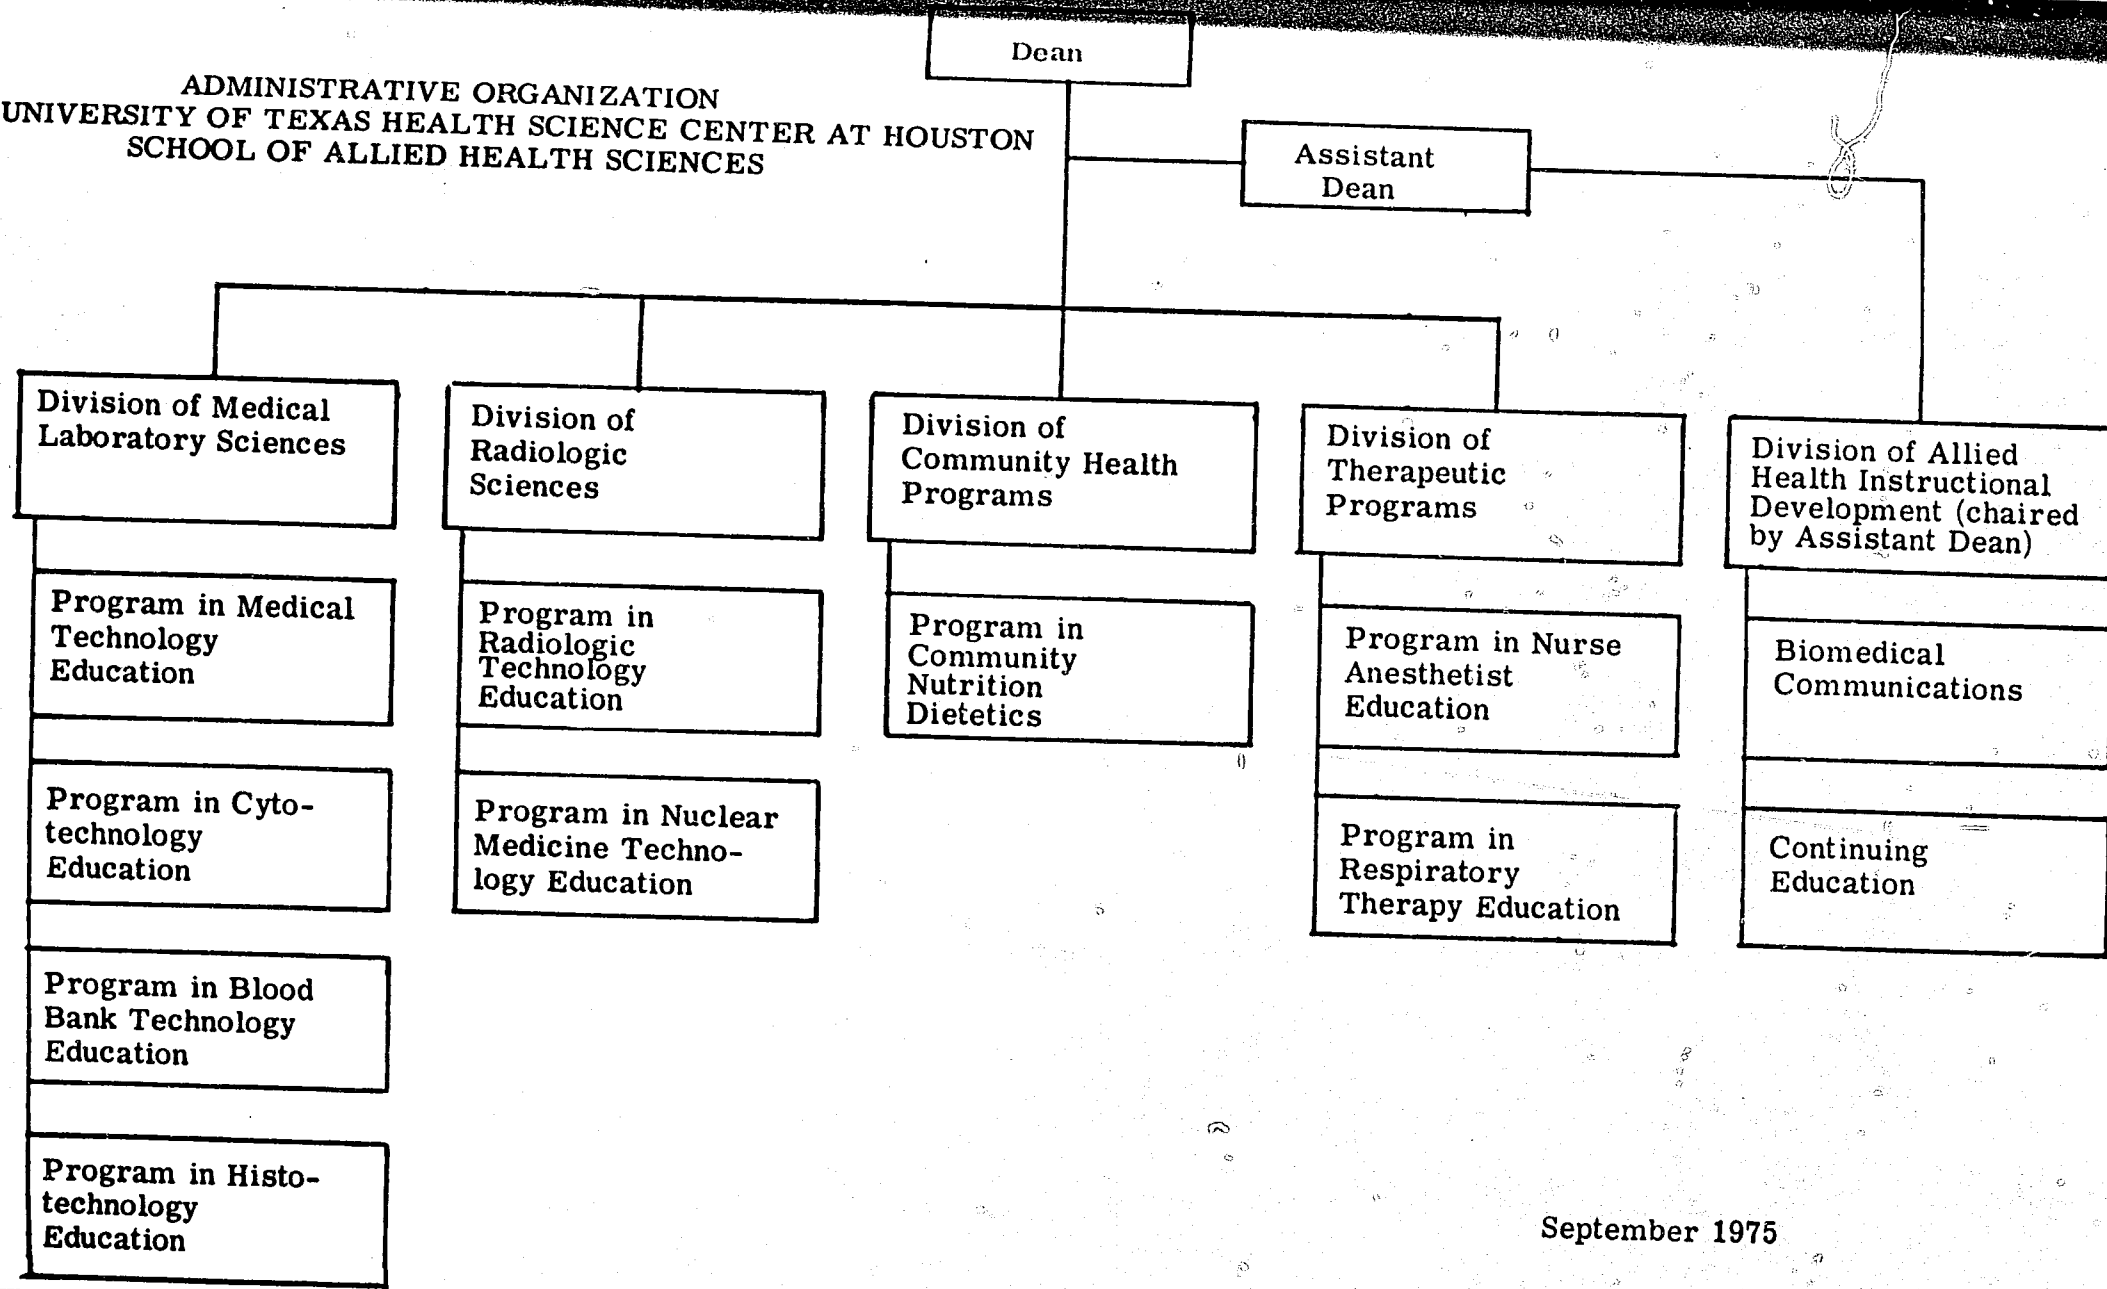 Dean
ADMINISTRATIVE ORGANIZATION
UNIVERSITY OF TEXAS HEALTH SCIENCE CENTER AT HOUSTON
SCHOOL OF ALLIED HEALTH SCIENCES
Assistant
Dean
Division of Medical
Laboratory Sciences
Program in Medical
Technology
Education
Program in Cyto-
technology
Education
Program in Blood
Bank Technology
Education
Program in Histo-
technology
Education
Division of
Radiologic
Sciences
Program in
Radiologic
Technology
Education
Program in Nuclear
Medicine Techno-
logy Education
Division of
Community Health
Programs
Program in
Community
Nutrition
Dietetics
Division of
Therapeutic
Programs
Program in Nurse
Anesthetist
Education
Program in
Respiratory
Therapy Education
Division of Allied
Health Instructional
Development (chaired
by Assistant Dean)
Biomedical
Communications
Continuing
Education
September 1975